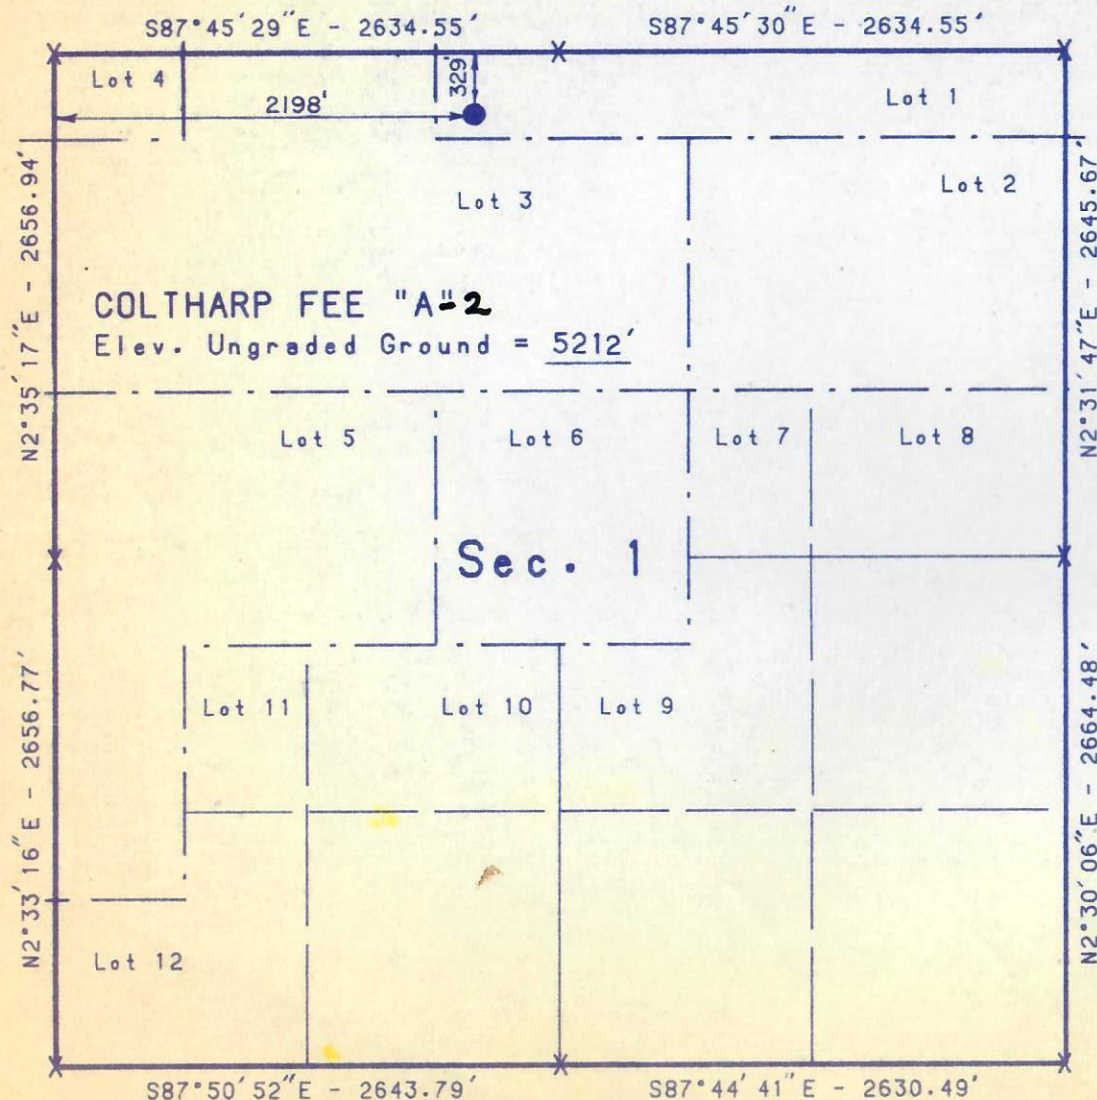 S87°45'29"E - 2634.55'
S87°45'30"E - 2634.55'
Lot 4
329'
2198'
Lot 1
Lot 3
Lot 2
N2°35'17"E - 2656.94'
N2°31'47"E - 2645.67'
COLTHARP FEE "A"-2
Elev. Ungraded Ground = 5212'
Lot 5
Lot 6
Lot 7
Lot 8
Sec. 1
Lot 11
Lot 10
Lot 9
N2°33'16"E - 2656.77'
N2°30'06"E - 2664.48'
Lot 12
S87°50'52"E - 2643.79'
S87°44'41"E - 2630.49'